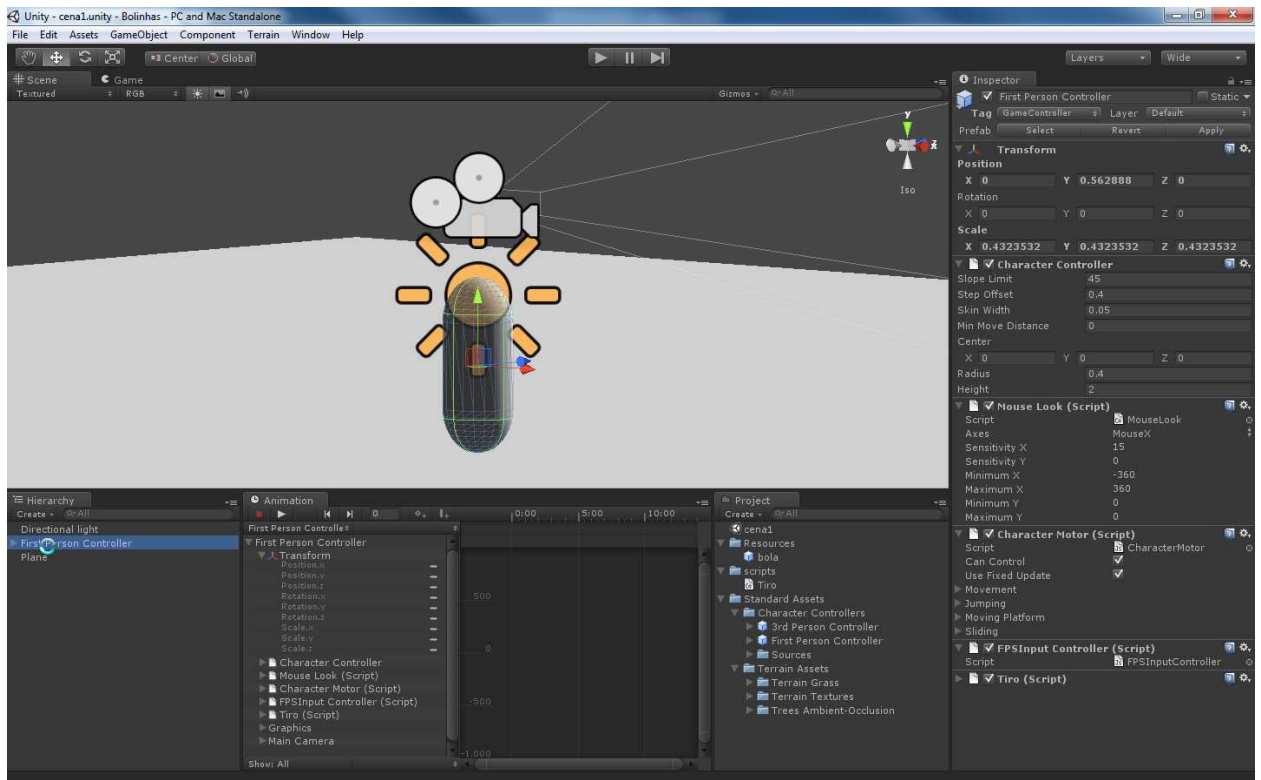 Unity - cena1.unity - Bolinhas - PC and Mac Standalone
File Edit Assets GameObject Component Terrain Window Help
Center Global
Layers Wide
Scene Game
Textured RGB Gizmos All
y
z
Iso
Hierarchy
Create All
Directional light
First Person Controller
Plane
Animation
0 0:00 5:00 10:00
First Person Controlle
First Person Controller
Transform
Position.x
Position.y
Position.z
Rotation.x
Rotation.y
Rotation.z
Scale.x
Scale.y
Scale.z
Character Controller
Mouse Look (Script)
Character Motor (Script)
FPSInput Controller (Script)
Tiro (Script)
Graphics
Main Camera
Show: All
500
0
-500
-1.000
Project
Create All
cena1
Resources
bola
scripts
Tiro
Standard Assets
Character Controllers
3rd Person Controller
First Person Controller
Sources
Terrain Assets
Terrain Grass
Terrain Textures
Trees Ambient-Occlusion
Inspector
First Person Controller Static
Tag GameController Layer Default
Prefab Select Revert Apply
Transform
Position
X 0 Y 0.562888 Z 0
Rotation
X 0 Y 0 Z 0
Scale
X 0.4323532 Y 0.4323532 Z 0.4323532
Character Controller
Slope Limit 45
Step Offset 0.4
Skin Width 0.05
Min Move Distance 0
Center
X 0 Y 0 Z 0
Radius 0.4
Height 2
Mouse Look (Script)
Script MouseLook
Axes MouseX
Sensitivity X 15
Sensitivity Y 0
Minimum X -360
Maximum X 360
Minimum Y 0
Maximum Y 0
Character Motor (Script)
Script CharacterMotor
Can Control
Use Fixed Update
Movement
Jumping
Moving Platform
Sliding
FPSInput Controller (Script)
Script FPSInputController
Tiro (Script)